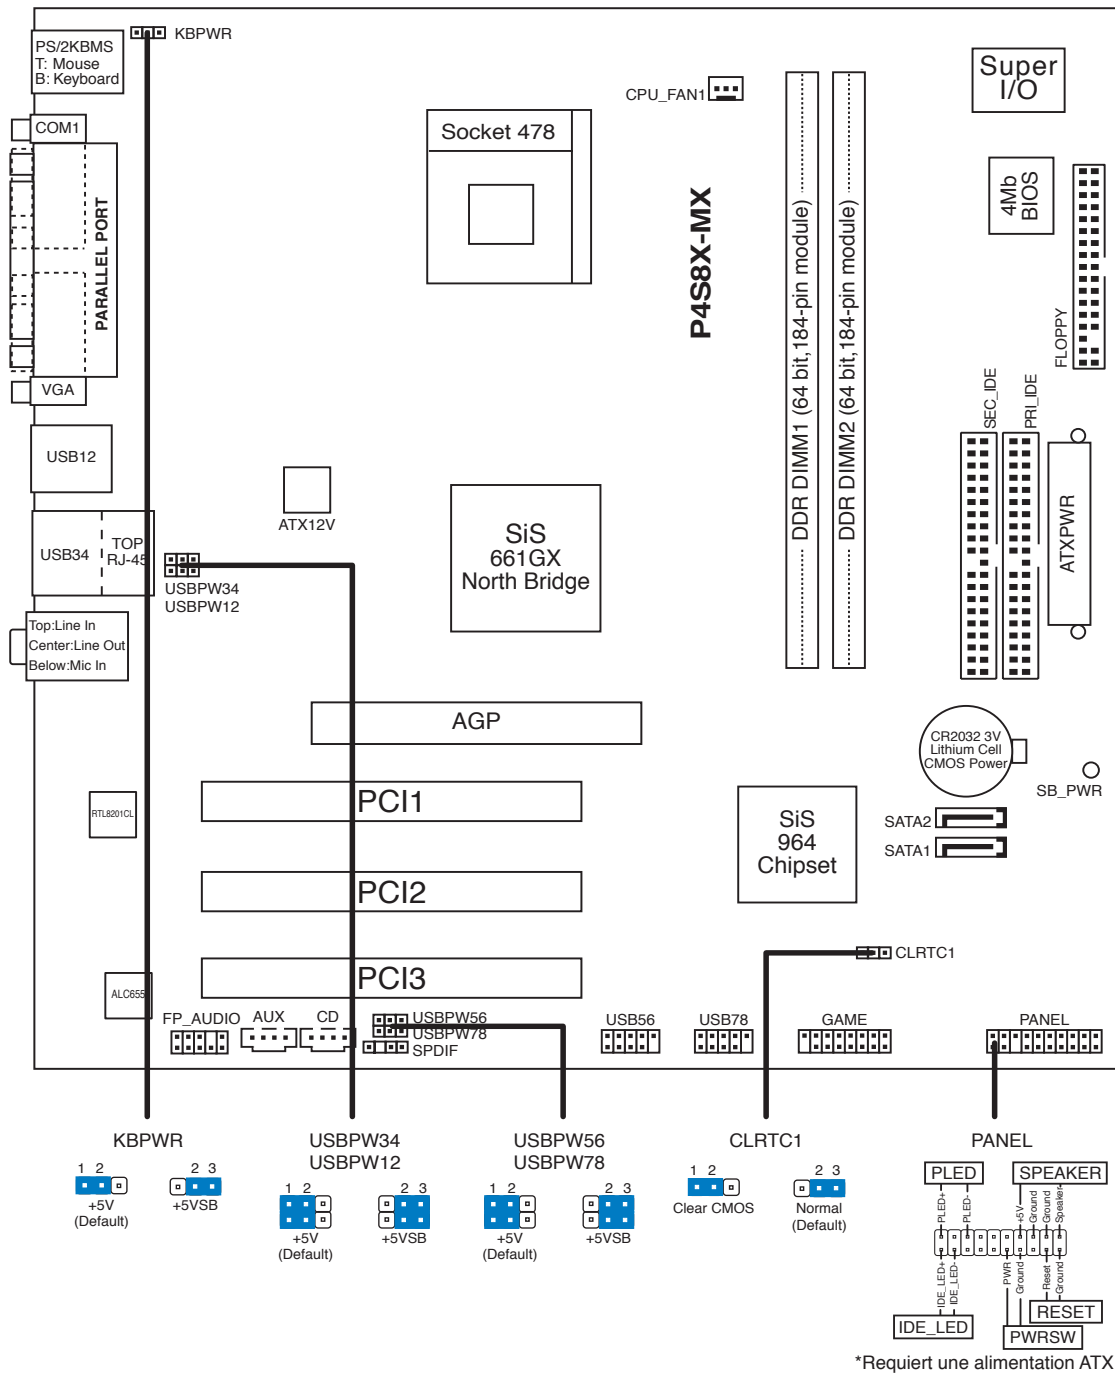 KBPWR
PS/2KBMS
T: Mouse
B: Keyboard
CPU_FAN1
Super
I/O
COM1
Socket 478
4Mb
BIOS
PARALLEL PORT
P4S8X-MX
DDR DIMM1 (64 bit,184-pin module)
DDR DIMM2 (64 bit,184-pin module)
FLOPPY
VGA
SEC_IDE
PRI_IDE
USB12
ATX12V
SiS
661GX
North Bridge
ATXPWR
USB34
TOP
RJ-45
USBPW34
USBPW12
Top:Line In
Center:Line Out
Below:Mic In
AGP
CR2032 3V
Lithium Cell
CMOS Power
SB_PWR
PCI1
RTL8201CL
SiS
964
Chipset
SATA2
SATA1
PCI2
CLRTC1
PCI3
ALC655
FP_AUDIO
AUX
CD
USBPW56
USBPW78
SPDIF
USB56
USB78
GAME
PANEL
KBPWR
1 2
+5V
(Default)
2 3
+5VSB
USBPW34
USBPW12
1 2
+5V
(Default)
2 3
+5VSB
USBPW56
USBPW78
1 2
+5V
(Default)
2 3
+5VSB
CLRTC1
1 2
Clear CMOS
2 3
Normal
(Default)
PANEL
PLED
SPEAKER
PLED+
PLED-
+5V
Ground
Ground
Speaker
IDE_LED+
IDE_LED-
PWR
Ground
Reset
Ground
IDE_LED
RESET
PWRSW
*Requiert une alimentation ATX